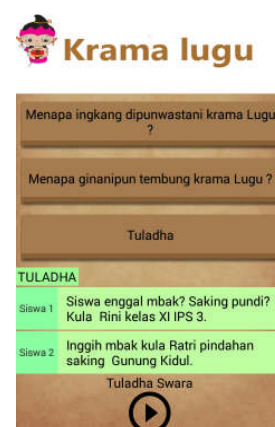 Krama lugu
Menapa ingkang dipunwastani krama Lugu
?
Menapa ginanipun tembung krama Lugu ?
Tuladha
TULADHA
Siswa 1
Siswa enggal mbak? Saking pundi?
Kula Rini kelas XI IPS 3.
Siswa 2
Inggih mbak kula Ratri pindahan
saking Gunung Kidul.
Tuladha Swara